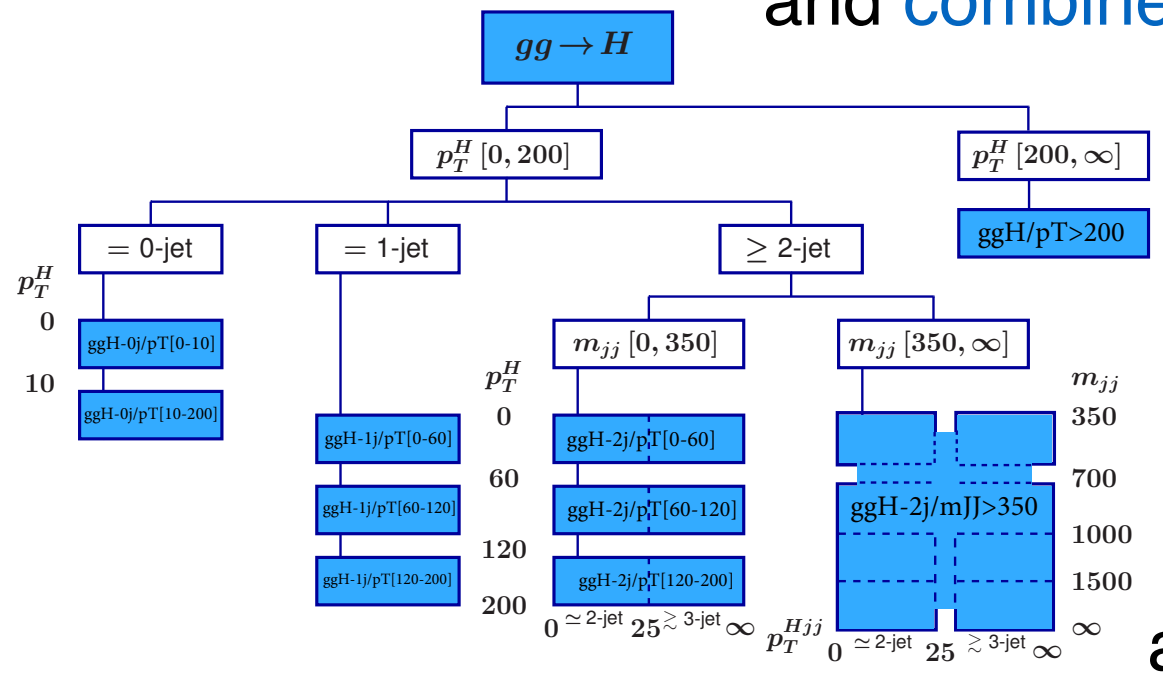 and combine
gg → H
p_T^H [0, 200]
p_T^H [200, ∞]
ggH/pT>200
= 0-jet
= 1-jet
≥ 2-jet
p_T^H
0
ggH-0j/pT[0-10]
10
ggH-0j/pT[10-200]
m_jj [0, 350]
m_jj [350, ∞]
p_T^H
0
60
120
200
ggH-1j/pT[0-60]
ggH-1j/pT[60-120]
ggH-1j/pT[120-200]
ggH-2j/pT[0-60]
ggH-2j/pT[60-120]
ggH-2j/pT[120-200]
0 ≃ 2-jet 25 ≳ 3-jet ∞
m_jj
350
700
ggH-2j/mJJ>350
1000
1500
∞
p_T^Hjj 0 ≃ 2-jet 25 ≳ 3-jet ∞
a